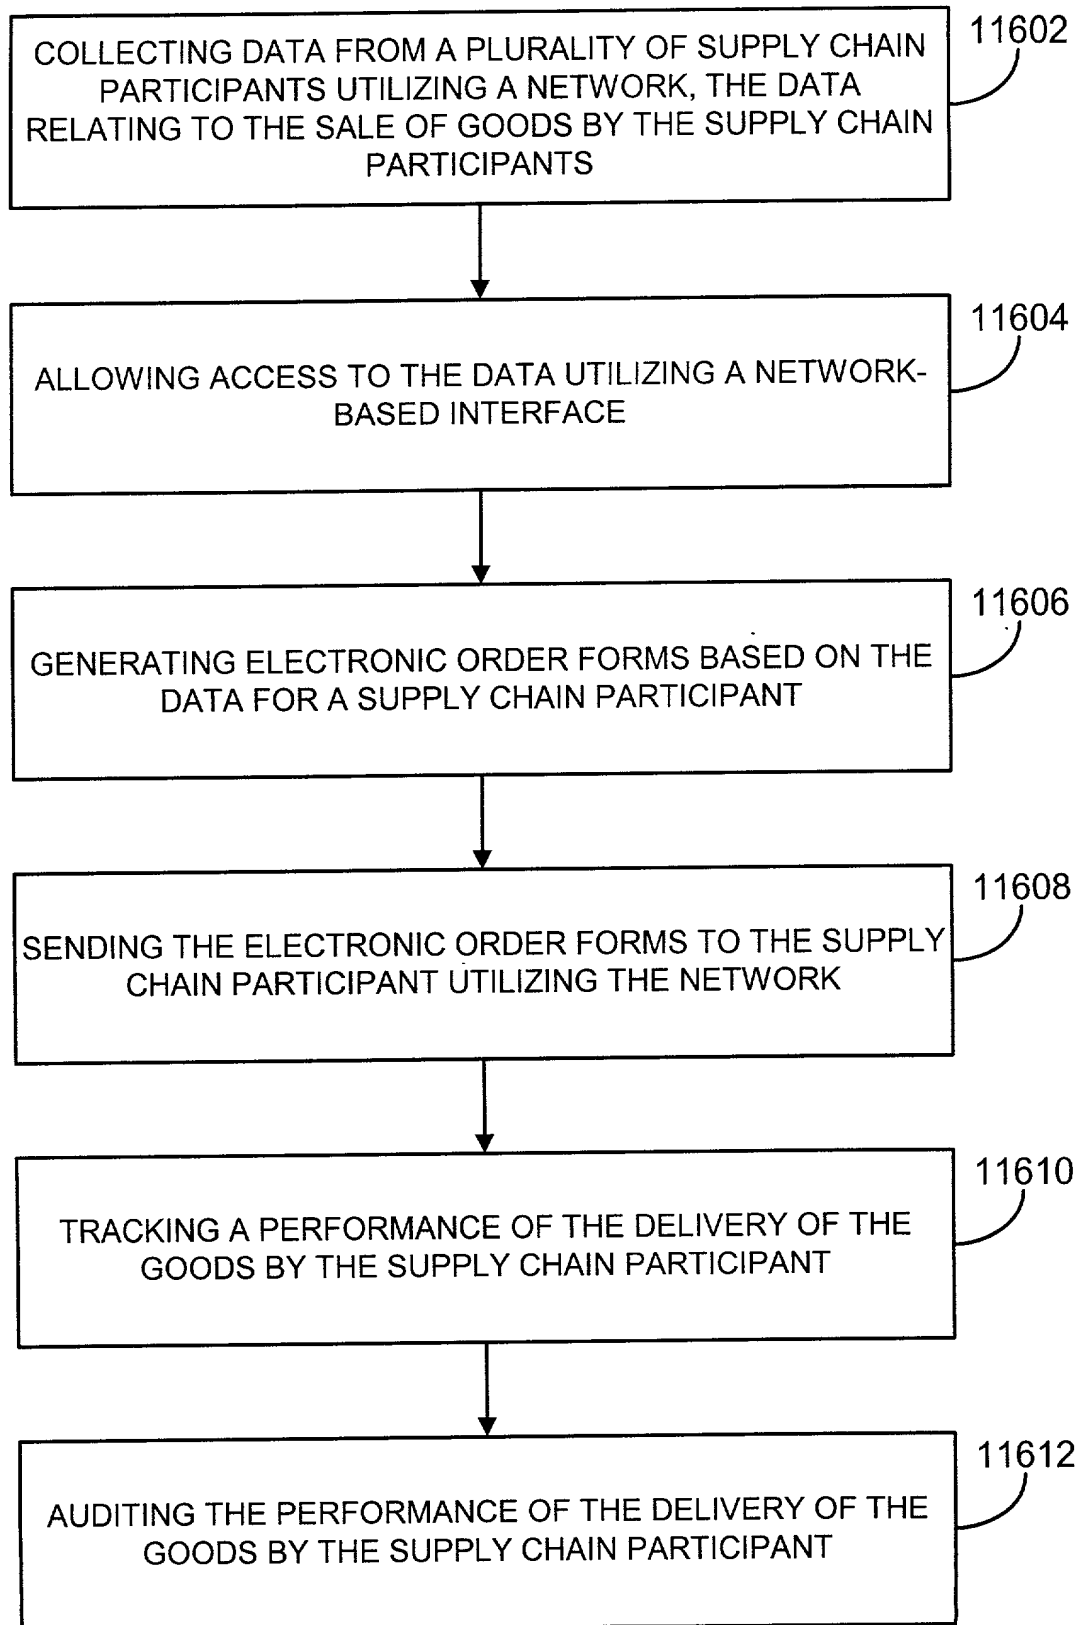 11602
COLLECTING DATA FROM A PLURALITY OF SUPPLY CHAIN
PARTICIPANTS UTILIZING A NETWORK, THE DATA
RELATING TO THE SALE OF GOODS BY THE SUPPLY CHAIN
PARTICIPANTS
11604
ALLOWING ACCESS TO THE DATA UTILIZING A NETWORK-
BASED INTERFACE
11606
GENERATING ELECTRONIC ORDER FORMS BASED ON THE
DATA FOR A SUPPLY CHAIN PARTICIPANT
11608
SENDING THE ELECTRONIC ORDER FORMS TO THE SUPPLY
CHAIN PARTICIPANT UTILIZING THE NETWORK
11610
TRACKING A PERFORMANCE OF THE DELIVERY OF THE
GOODS BY THE SUPPLY CHAIN PARTICIPANT
11612
AUDITING THE PERFORMANCE OF THE DELIVERY OF THE
GOODS BY THE SUPPLY CHAIN PARTICIPANT